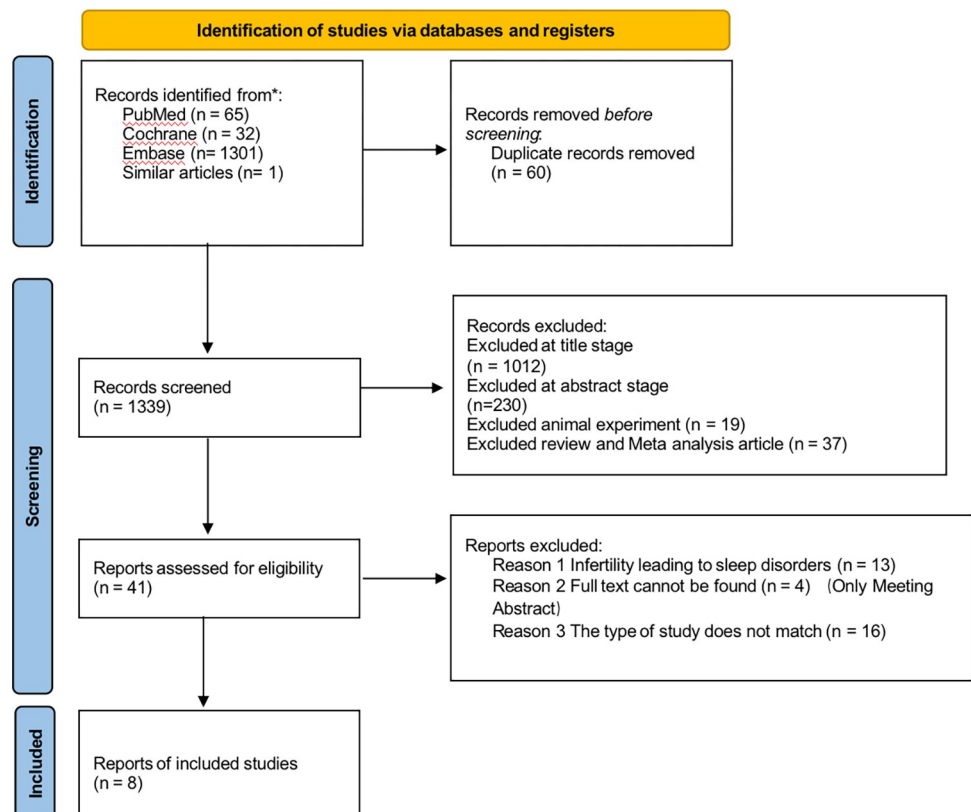 Identification of studies via databases and registers
Identification
Records identified from*:
PubMed (n = 65)
Cochrane (n = 32)
Embase (n= 1301)
Similar articles (n= 1)
Records removed before
screening:
Duplicate records removed
(n = 60)
Screening
Records screened
(n = 1339)
Records excluded:
Excluded at title stage
(n = 1012)
Excluded at abstract stage
(n=230)
Excluded animal experiment (n = 19)
Excluded review and Meta analysis article (n = 37)
Reports assessed for eligibility
(n = 41)
Reports excluded:
Reason 1 Infertility leading to sleep disorders (n = 13)
Reason 2 Full text cannot be found (n = 4) (Only Meeting
Abstract)
Reason 3 The type of study does not match (n = 16)
Included
Reports of included studies
(n = 8)